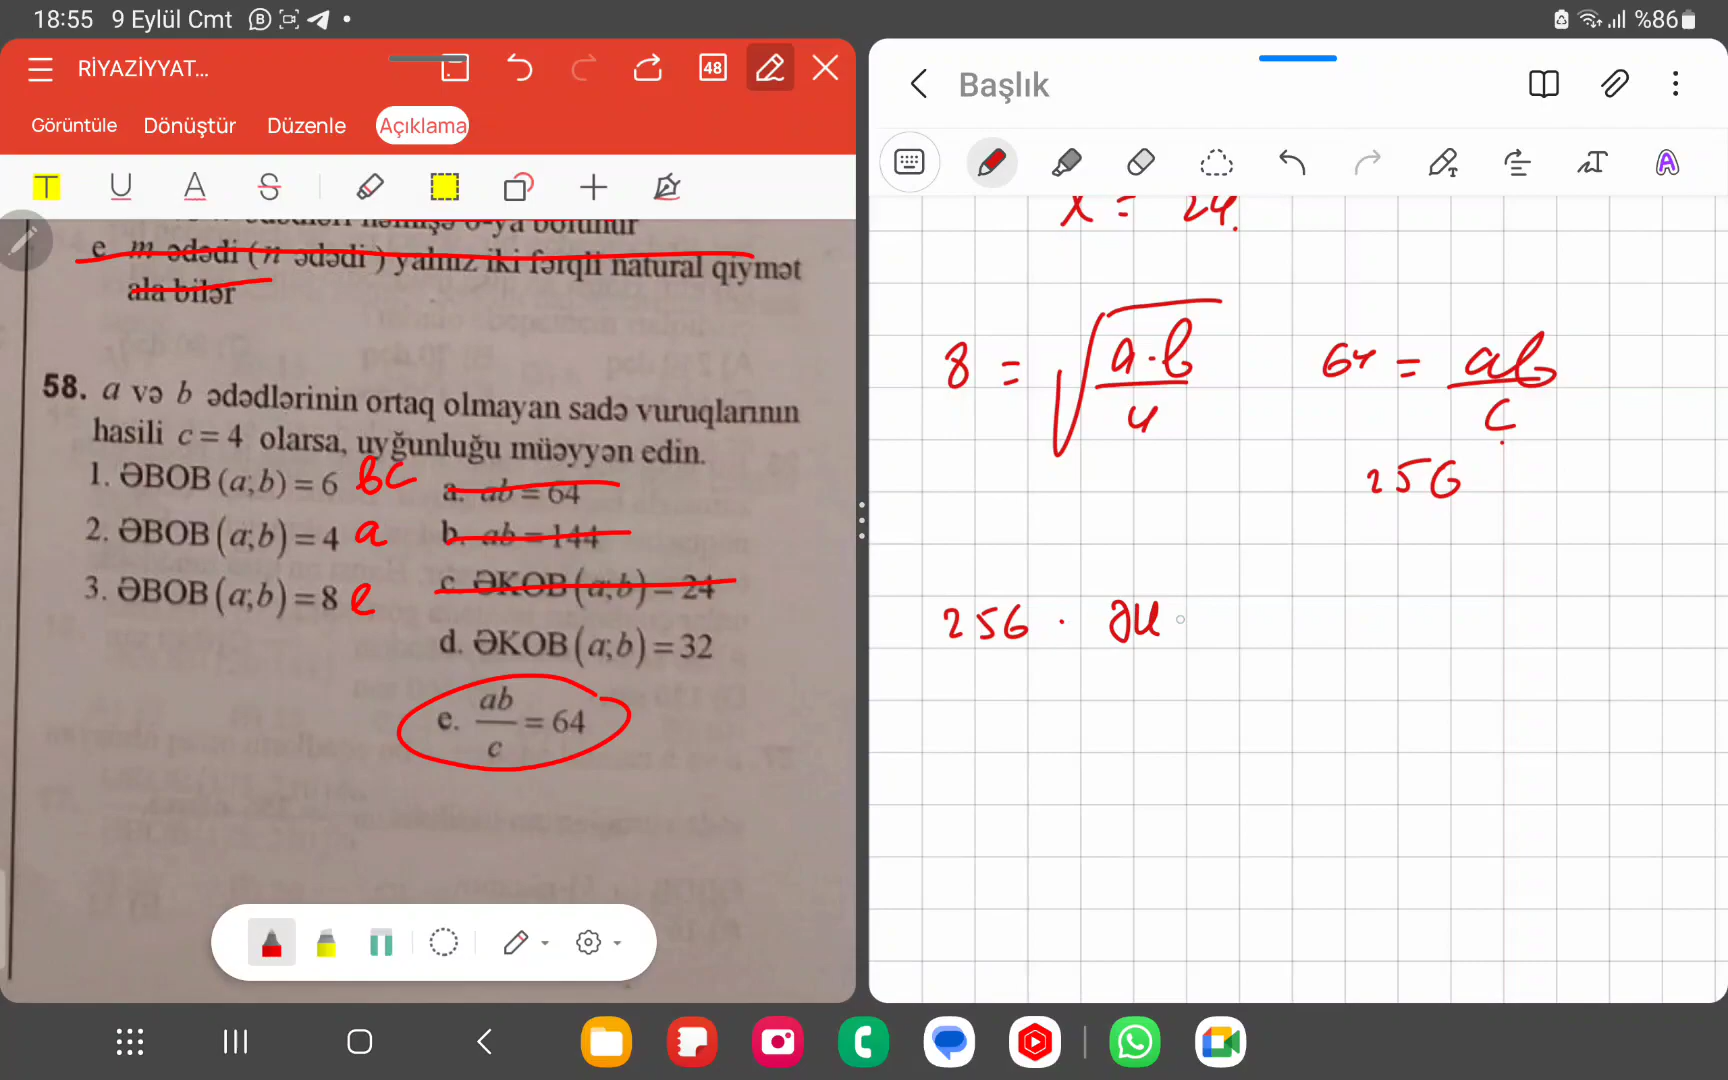 18:55 9 Eylül Cmt %86
RİYAZİYYAT... 48
Görüntüle Dönüştür Düzenle Açıklama
e m ədədi (n ədədi) yalnız iki fərqli natural qiymət
ala bilər
58. a və b ədədlərinin ortaq olmayan sadə vuruqlarının
hasili c = 4 olarsa, uyğunluğu müəyyən edin.
1. ƏBOB (a;b) = 6 bc
2. ƏBOB (a;b) = 4 a
3. ƏBOB (a;b) = 8 e
a. ab = 64
b. ab = 144
c. ƏKOB (a;b) = 24
d. ƏKOB (a;b) = 32
e. ab/c = 64
Başlık
x = 24.
8 = √(a·b/4)
64 = ab/c
256
256 · ƏK